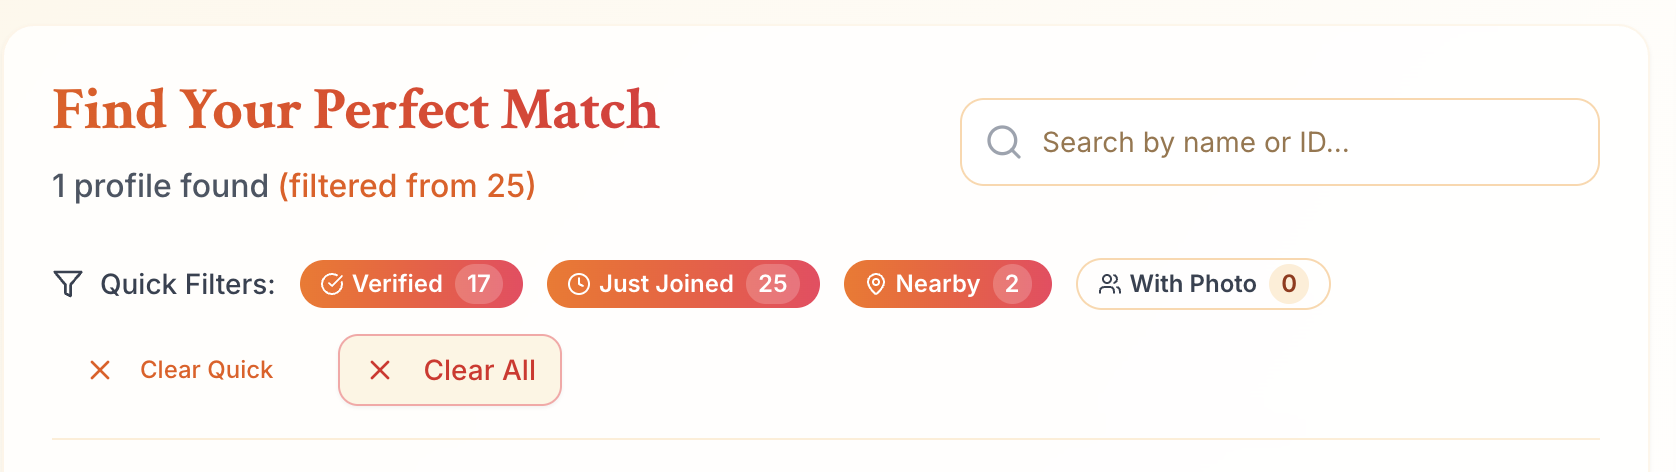 Find Your Perfect Match
Search by name or ID...
1 profile found (filtered from 25)
Quick Filters: Verified 17 Just Joined 25 Nearby 2 With Photo 0
Clear Quick Clear All